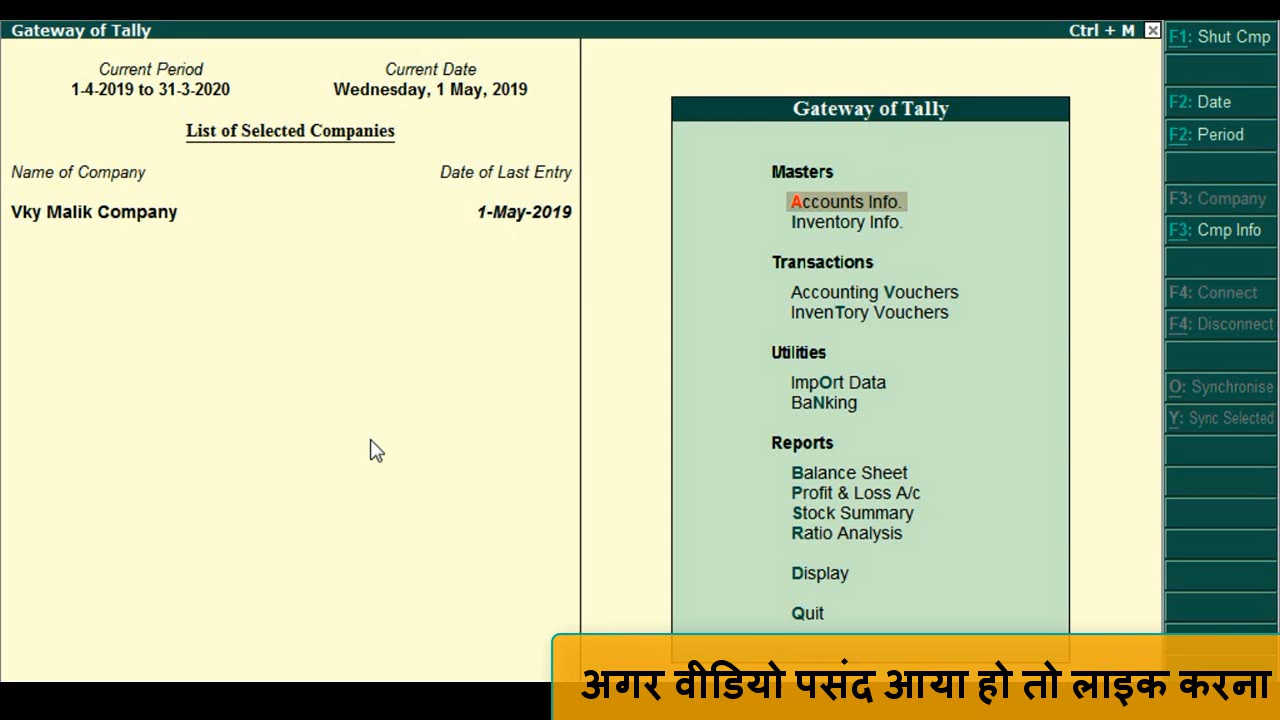 Gateway of Tally
Ctrl + M
Current Period
Current Date
1-4-2019 to 31-3-2020
Wednesday, 1 May, 2019
List of Selected Companies
Name of Company
Date of Last Entry
Vky Malik Company
1-May-2019
Gateway of Tally
Masters
Accounts Info.
Inventory Info.
Transactions
Accounting Vouchers
InvenTory Vouchers
Utilities
ImpOrt Data
BaNking
Reports
Balance Sheet
Profit & Loss A/c
Stock Summary
Ratio Analysis
Display
Quit
F1: Shut Cmp
F2: Date
F2: Period
F3: Company
F3: Cmp Info
F4: Connect
F4: Disconnect
O: Synchronise
Y: Sync Selected
अगर वीडियो पसंद आया हो तो लाइक करना